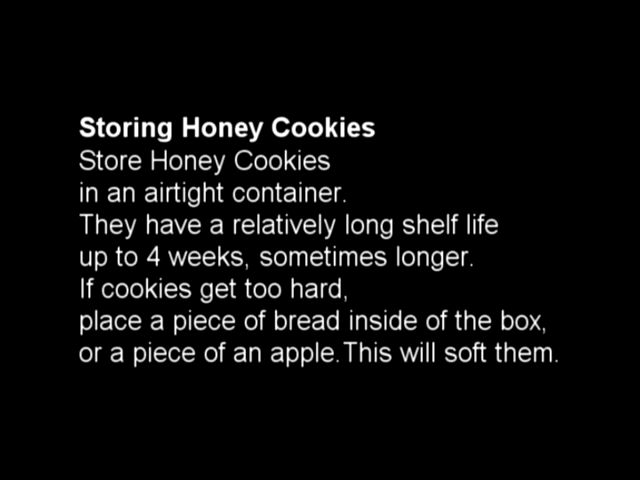 Storing Honey Cookies
Store Honey Cookies
in an airtight container.
They have a relatively long shelf life
up to 4 weeks, sometimes longer.
If cookies get too hard,
place a piece of bread inside of the box,
or a piece of an apple.This will soft them.